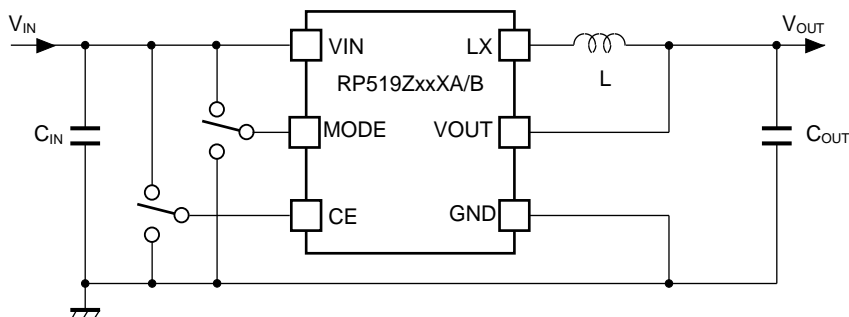 VIN
VOUT
VIN
LX
RP519ZxxXA/B
L
CIN
MODE
VOUT
COUT
CE
GND